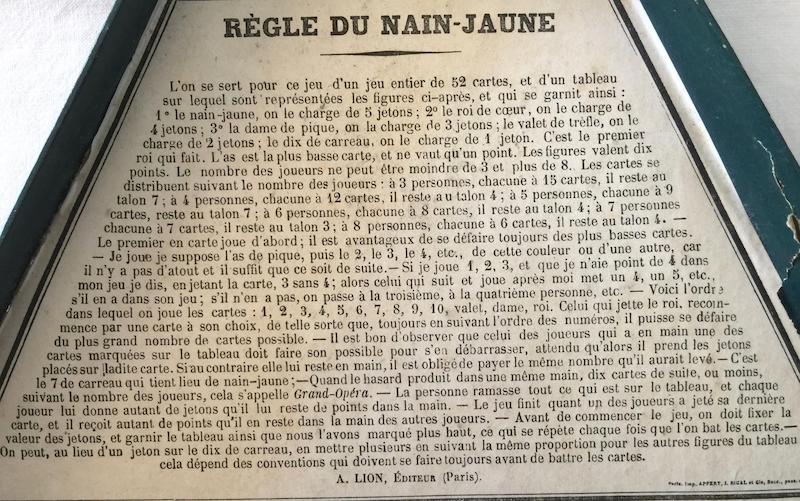 RÈGLE DU NAIN-JAUNE
L'on se sert pour ce jeu d'un jeu entier de 52 cartes, et d'un tableau
sur lequel sont représentées les figures ci-après, et qui se garnit ainsi :
1º le nain-jaune, on le charge de 5 jetons ; 2º le roi de cœur, on le charge de
4 jetons ; 3º la dame de pique, on la charge de 3 jetons ; le valet de trèfle, on le
charge de 2 jetons ; le dix de carreau, on le charge de 1 jeton. C'est le premier
roi qui fait. L'as est la plus basse carte, et ne vaut qu'un point. Les figures valent dix
points. Le nombre des joueurs ne peut être moindre de 3 et plus de 8. Les cartes se
distribuent suivant le nombre des joueurs : à 3 personnes, chacune à 15 cartes, il reste au
talon 7 ; à 4 personnes, chacune à 12 cartes, il reste au talon 4 ; à 5 personnes, chacune à 9
cartes, reste au talon 7 ; à 6 personnes, chacune à 8 cartes, il reste au talon 4 ; à 7 personnes
chacune à 7 cartes, il reste au talon 3 ; à 8 personnes, chacune à 6 cartes, il reste au talon 4. —
Le premier en carte joue d'abord ; il est avantageux de se défaire toujours des plus basses cartes.
— Je joue je suppose l'as de pique, puis le 2, le 3, le 4, etc., de cette couleur ou d'une autre, car
il n'y a pas d'atout et il suffit que ce soit de suite. — Si je joue 1, 2, 3, et que je n'aie point de 4 dans
mon jeu je dis, en jetant la carte, 3 sans 4 ; alors celui qui suit et joue après moi met un 4, un 5, etc.,
s'il en a dans son jeu ; s'il n'en a pas, on passe à la troisième, à la quatrième personne, etc. — Voici l'ordre
dans lequel on joue les cartes : 1, 2, 3, 4, 5, 6, 7, 8, 9, 10, valet, dame, roi. Celui qui jette le roi, recom-
mence par une carte à son choix, de telle sorte que, toujours en suivant l'ordre des numéros, il puisse se défaire
du plus grand nombre de cartes possible. — Il est bon d'observer que celui des joueurs qui a en main une des
cartes marquées sur le tableau doit faire son possible pour s'en débarrasser, attendu qu'alors il prend les jetons
placés sur ladite carte. Si au contraire elle lui reste en main, il est obligé de payer le même nombre qu'il aurait levé. — C'est
le 7 de carreau qui tient lieu de nain-jaune ; — Quand le hasard produit dans une même main, dix cartes de suite, ou moins,
suivant le nombre des joueurs, cela s'appelle Grand-Opéra. — La personne ramasse tout ce qui est sur le tableau, et chaque
joueur lui donne autant de jetons qu'il lui reste de points dans la main. — Le jeu finit quant un des joueurs a jeté sa dernière
carte, et il reçoit autant de points qu'il en reste dans la main des autres joueurs. — Avant de commencer le jeu, on doit fixer la
valeur des jetons, et garnir le tableau ainsi que nous l'avons marqué plus haut, ce qui se répète chaque fois que l'on bat les cartes. —
On peut, au lieu d'un jeton sur le dix de carreau, en mettre plusieurs en suivant la même proportion pour les autres figures du tableau
cela dépend des conventions qui doivent se faire toujours avant de battre les cartes.
A. LION, Éditeur (Paris).
Paris. Imp. APPERT, J. RIGAL et Cie, Succ.